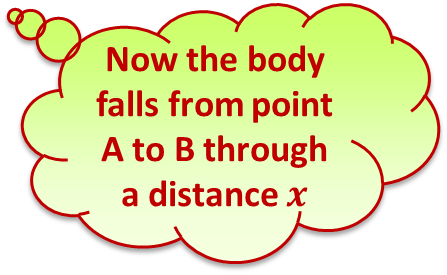 Now the body
falls from point
A to B through
a distance 𝑥